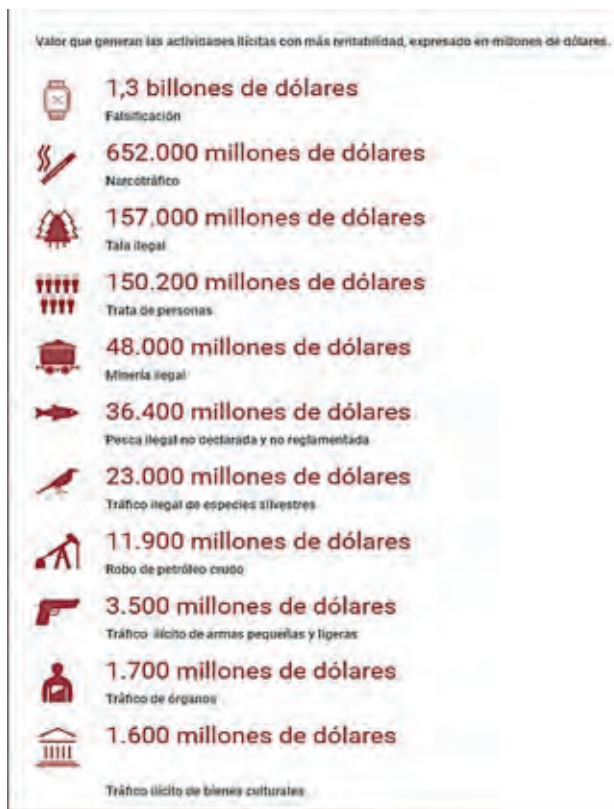 Valor que generan las actividades ilícitas con más rentabilidad, expresado en millones de dólares.
1,3 billones de dólares
Falsificación
652.000 millones de dólares
Narcotráfico
157.000 millones de dólares
Tala ilegal
150.200 millones de dólares
Trata de personas
48.000 millones de dólares
Minería ilegal
36.400 millones de dólares
Pesca ilegal no declarada y no reglamentada
23.000 millones de dólares
Tráfico ilegal de especies silvestres
11.900 millones de dólares
Robo de petróleo crudo
3.500 millones de dólares
Tráfico ilícito de armas pequeñas y ligeras
1.700 millones de dólares
Tráfico de órganos
1.600 millones de dólares
Tráfico ilícito de bienes culturales